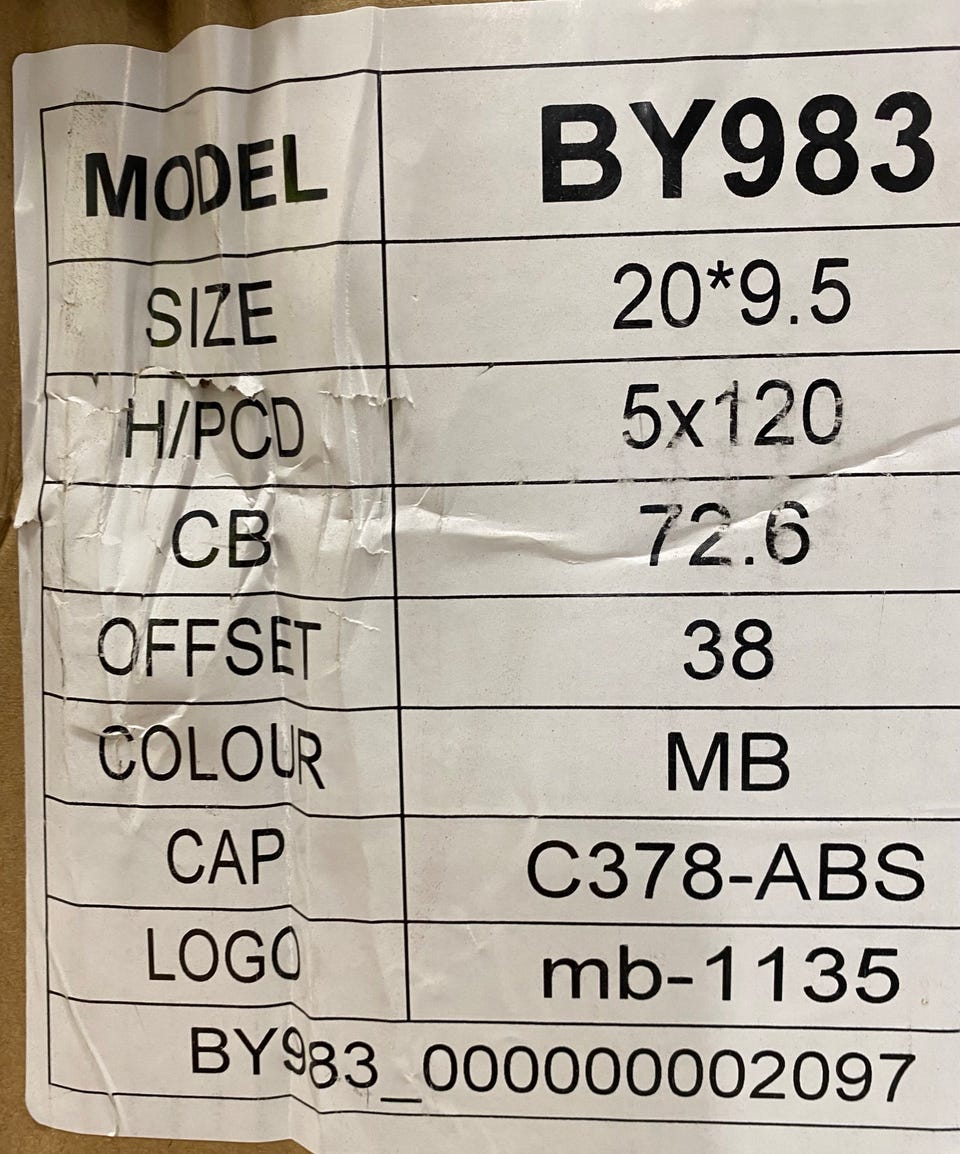 MODEL BY983
SIZE 20*9.5
H/PCD 5x120
CB 72.6
OFFSET 38
COLOUR MB
CAP C378-ABS
LOGO mb-1135
BY983_000000002097